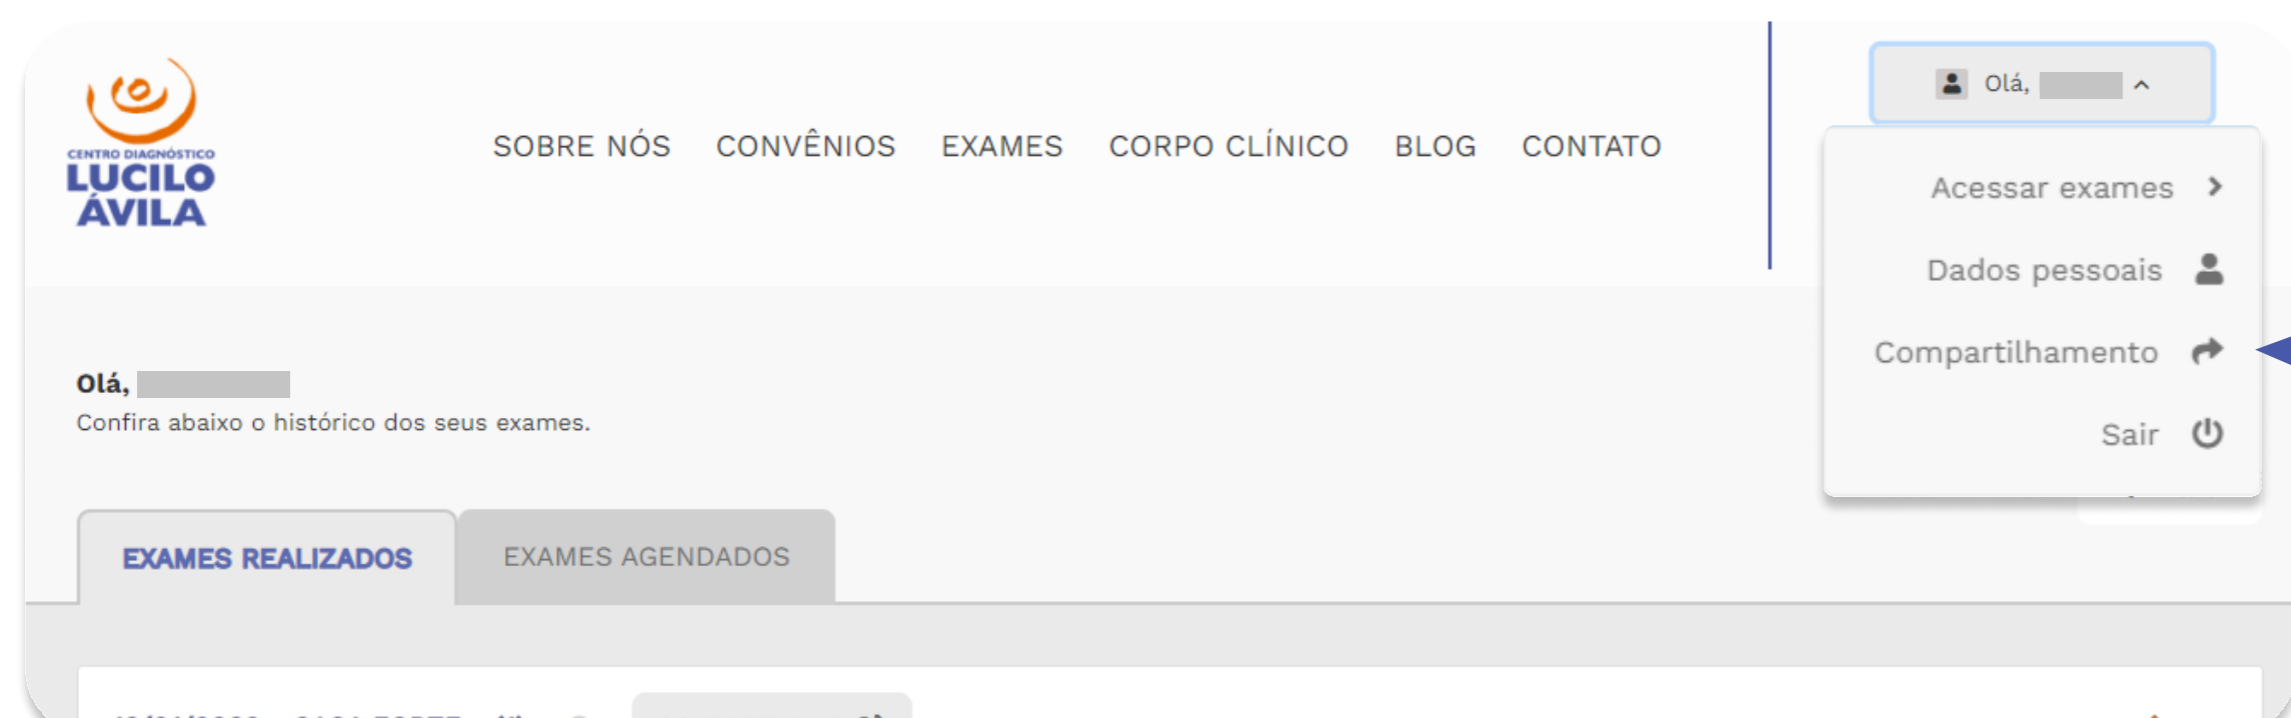 CENTRO DIAGNÓSTICO
LUCILO
ÁVILA
SOBRE NÓS CONVÊNIOS EXAMES CORPO CLÍNICO BLOG CONTATO
Olá,
Acessar exames
Dados pessoais
Compartilhamento
Sair
Olá,
Confira abaixo o histórico dos seus exames.
EXAMES REALIZADOS EXAMES AGENDADOS